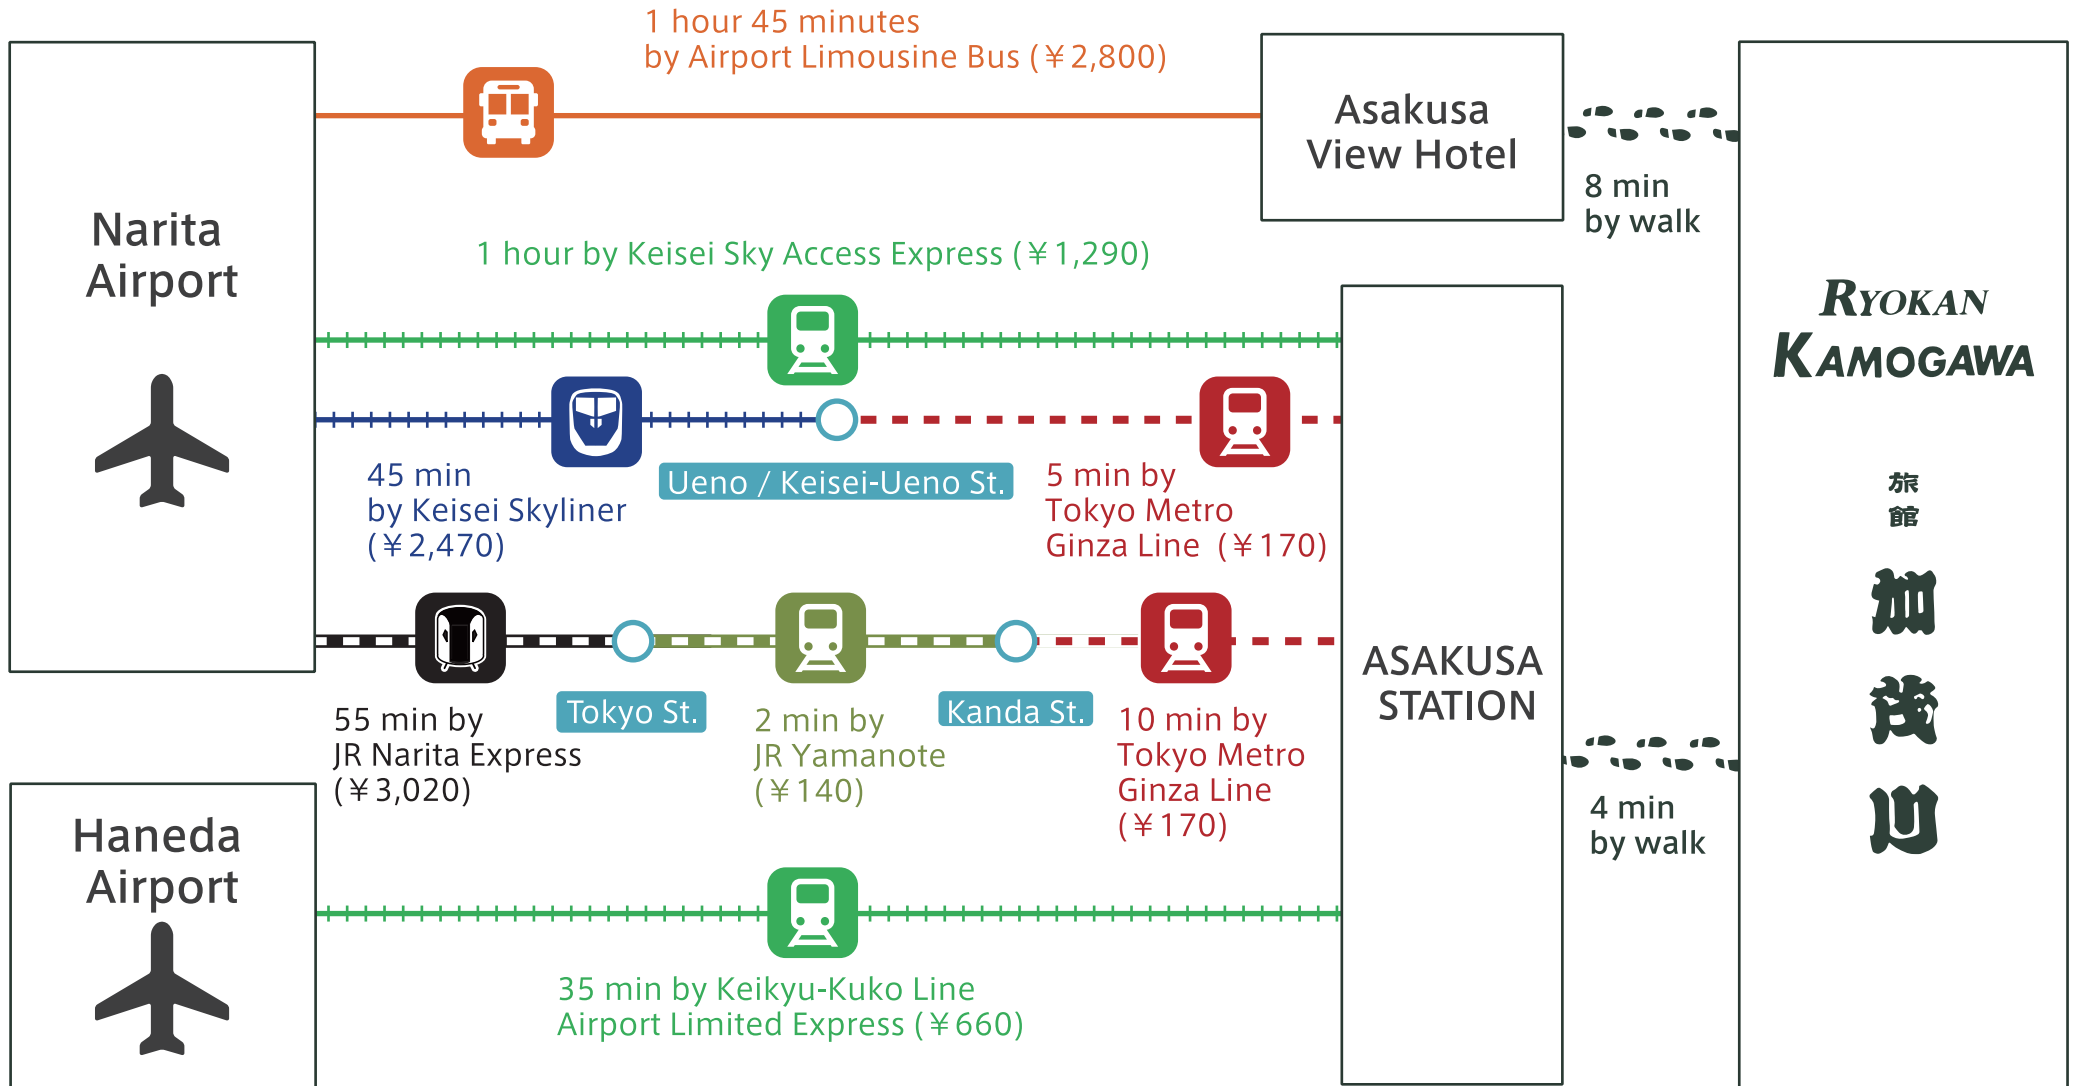 1 hour 45 minutes
by Airport Limousine Bus (¥2,800)
Narita
Airport
Asakusa
View Hotel
8 min
by walk
1 hour by Keisei Sky Access Express (¥1,290)
RYOKAN
KAMOGAWA
旅
館
加
茂
川
45 min
by Keisei Skyliner
(¥2,470)
Ueno / Keisei-Ueno St.
5 min by
Tokyo Metro
Ginza Line (¥170)
ASAKUSA
STATION
55 min by
JR Narita Express
(¥3,020)
Tokyo St.
2 min by
JR Yamanote
(¥140)
Kanda St.
10 min by
Tokyo Metro
Ginza Line
(¥170)
4 min
by walk
Haneda
Airport
35 min by Keikyu-Kuko Line
Airport Limited Express (¥660)